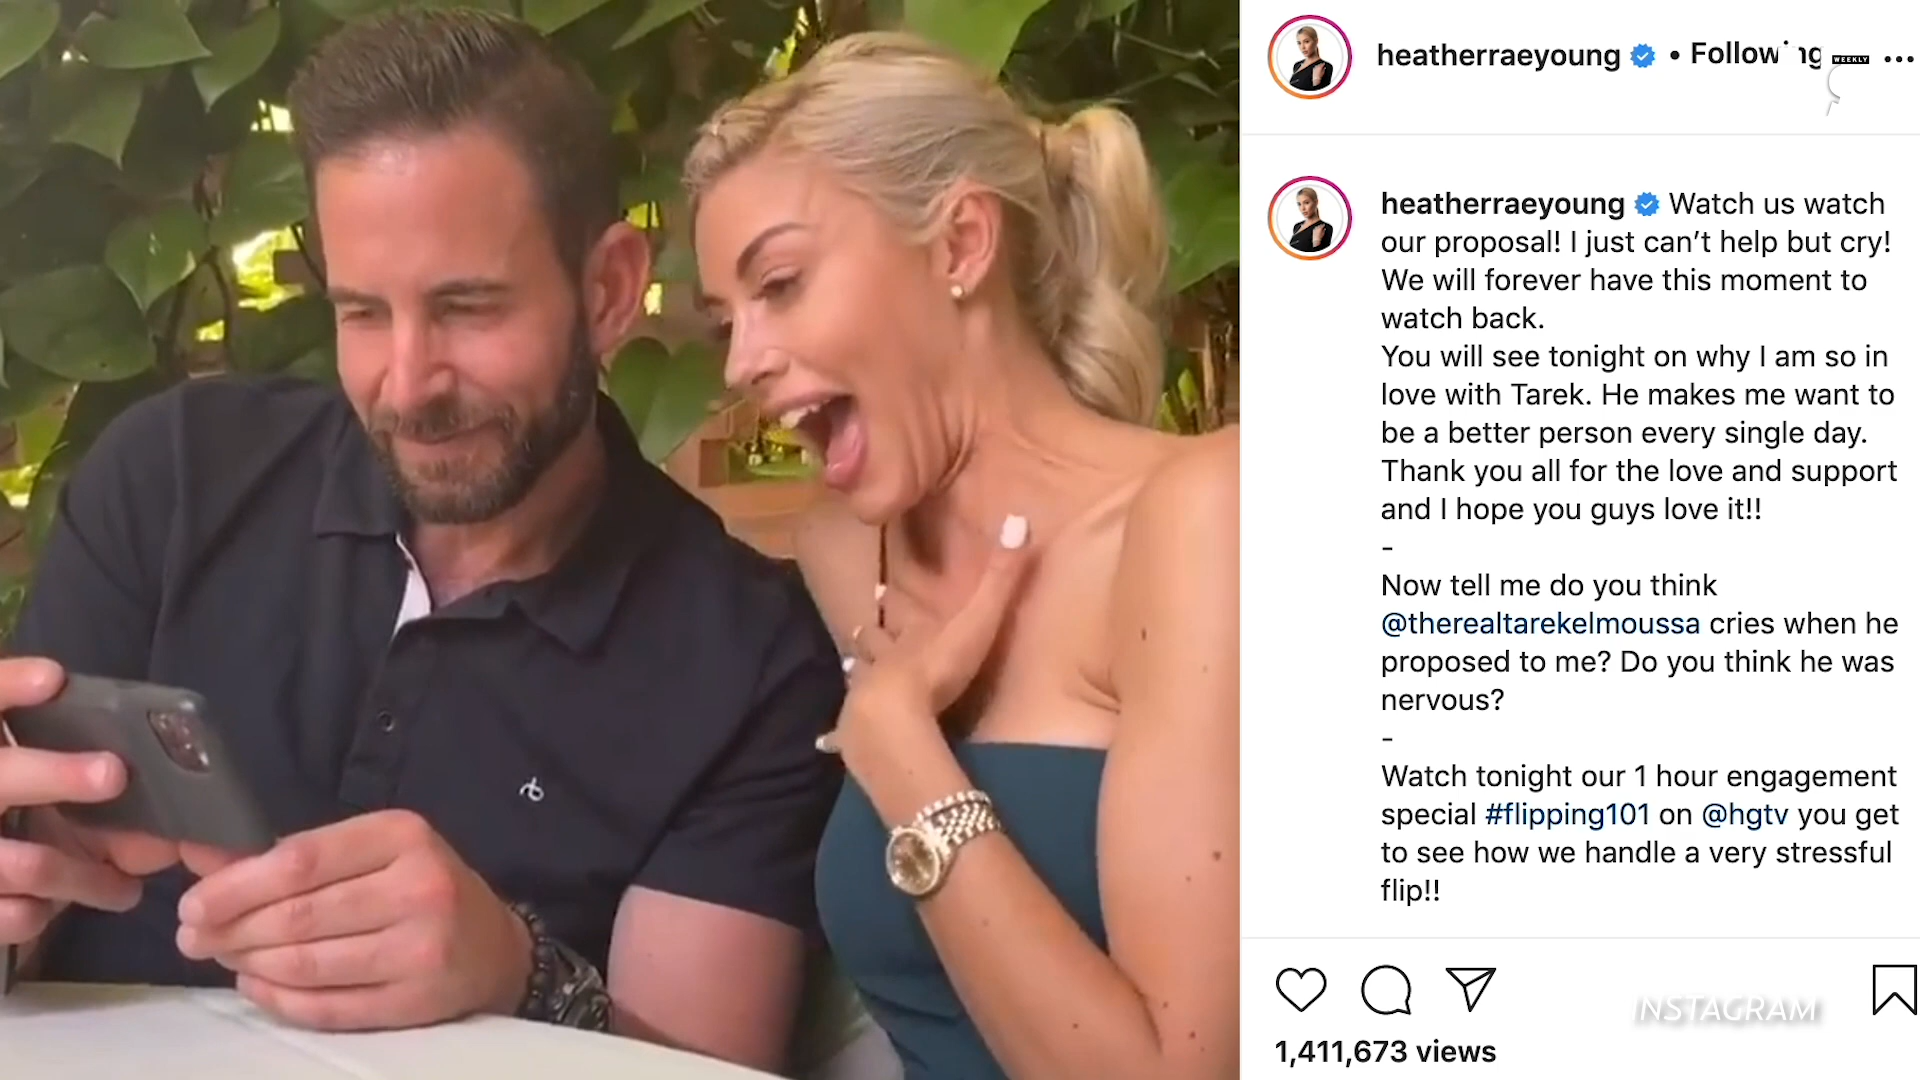 heatherraeyoung • Following
WEEKLY
heatherraeyoung Watch us watch
our proposal! I just can’t help but cry!
We will forever have this moment to
watch back.
You will see tonight on why I am so in
love with Tarek. He makes me want to
be a better person every single day.
Thank you all for the love and support
and I hope you guys love it!!
-
Now tell me do you think
@therealtarekelmoussa cries when he
proposed to me? Do you think he was
nervous?
-
Watch tonight our 1 hour engagement
special #flipping101 on @hgtv you get
to see how we handle a very stressful
flip!!
INSTAGRAM
1,411,673 views